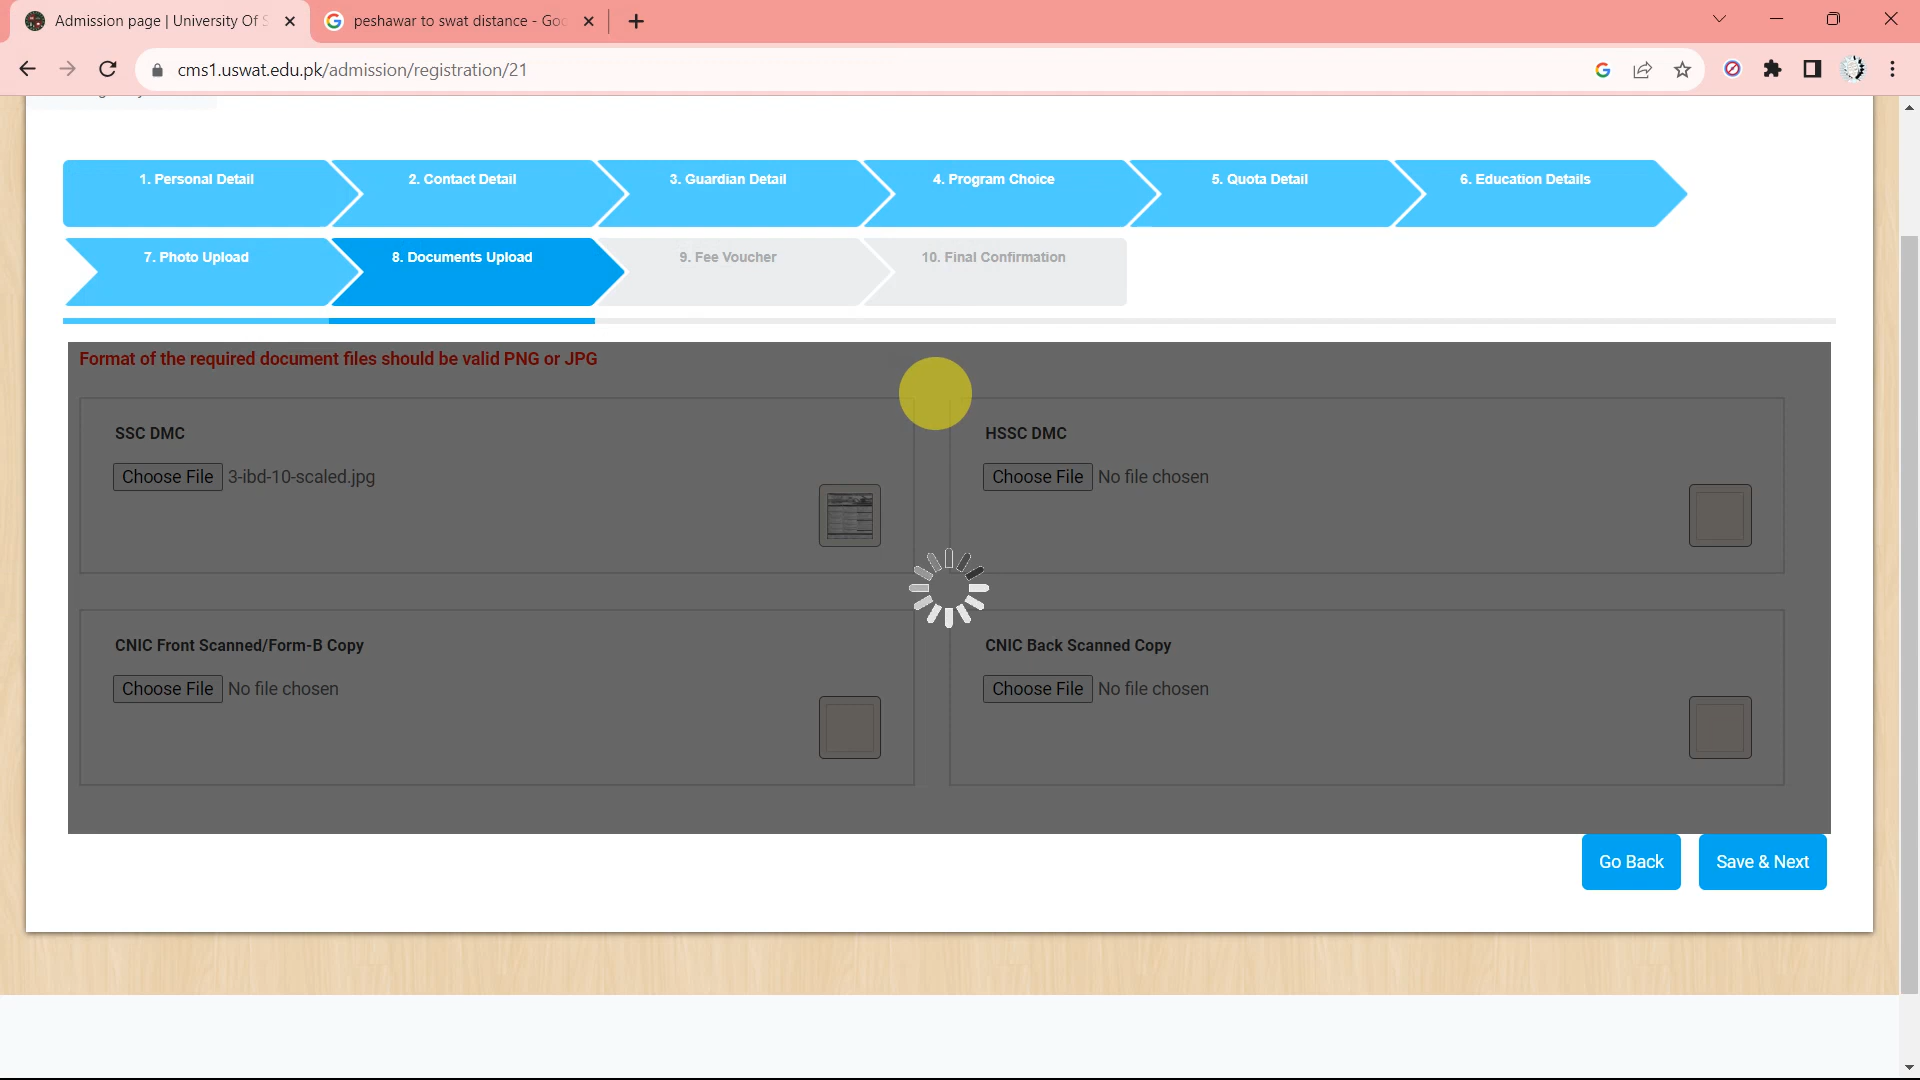 Admission page | University Of S
peshawar to swat distance - Goo
cms1.uswat.edu.pk/admission/registration/21
1. Personal Detail
2. Contact Detail
3. Guardian Detail
4. Program Choice
5. Quota Detail
6. Education Details
7. Photo Upload
8. Documents Upload
9. Fee Voucher
10. Final Confirmation
Format of the required document files should be valid PNG or JPG
SSC DMC
Choose File 3-ibd-10-scaled.jpg
HSSC DMC
Choose File No file chosen
CNIC Front Scanned/Form-B Copy
Choose File No file chosen
CNIC Back Scanned Copy
Choose File No file chosen
Go Back
Save & Next